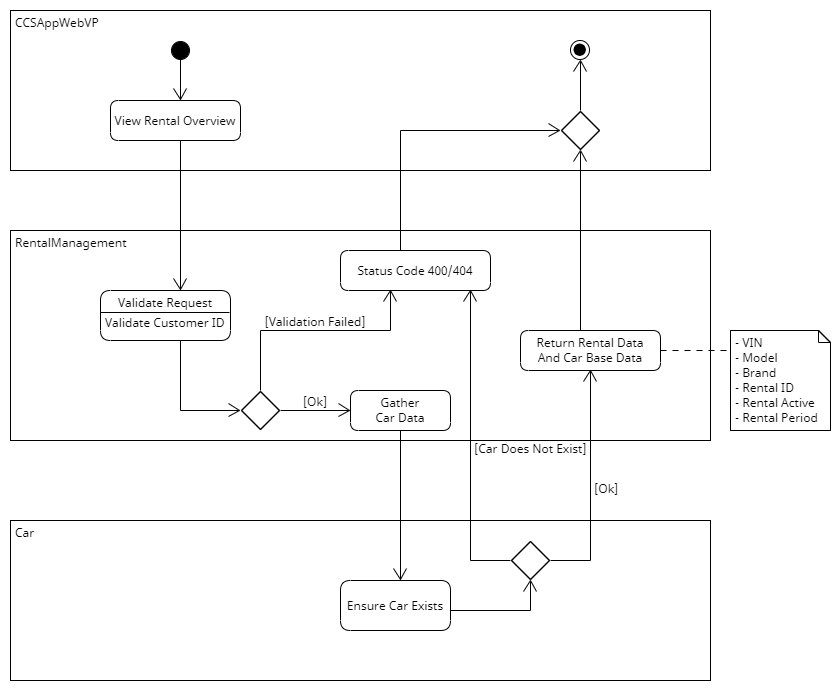 CCSAppWebVP
View Rental Overview
RentalManagement
Status Code 400/404
Validate Request
Validate Customer ID
[Validation Failed]
Return Rental Data
And Car Base Data
- VIN
- Model
- Brand
- Rental ID
- Rental Active
- Rental Period
[Ok]
Gather
Car Data
[Car Does Not Exist]
[Ok]
Car
Ensure Car Exists